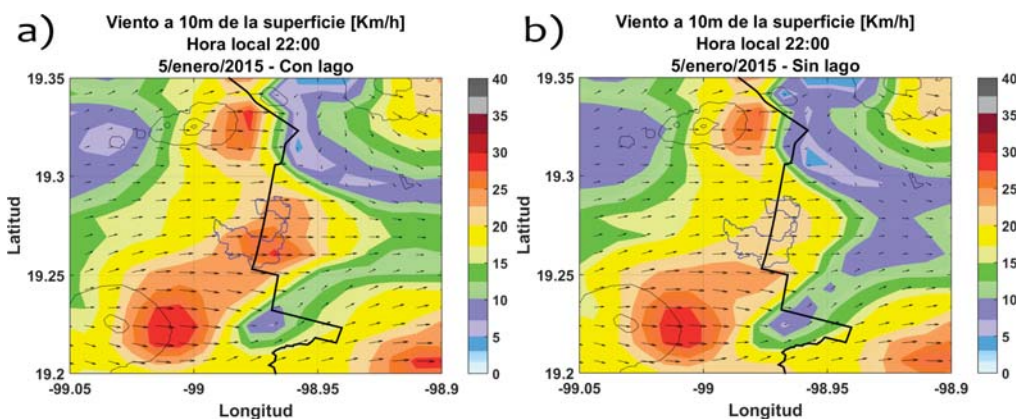 a)
Viento a 10m de la superficie [Km/h]
Hora local 22:00
5/enero/2015 - Con lago
Latitud
19.35
19.3
19.25
19.2
-99.05
-99
-98.95
-98.9
Longitud
40
35
30
25
20
15
10
5
0
b)
Viento a 10m de la superficie [Km/h]
Hora local 22:00
5/enero/2015 - Sin lago
Latitud
19.35
19.3
19.25
19.2
-99.05
-99
-98.95
-98.9
Longitud
40
35
30
25
20
15
10
5
0